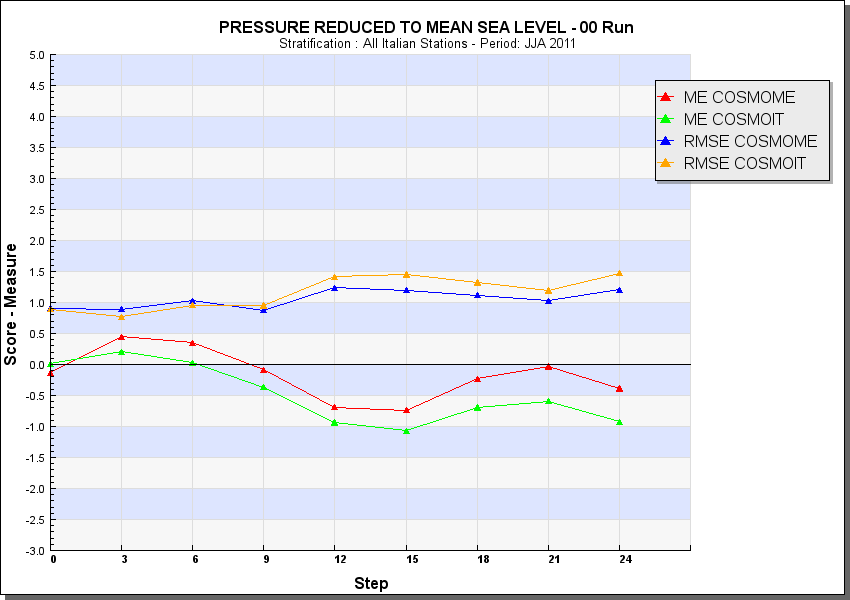 PRESSURE REDUCED TO MEAN SEA LEVEL - 00 Run
Stratification : All Italian Stations - Period: JJA 2011
ME COSMOME
ME COSMOIT
RMSE COSMOME
RMSE COSMOIT
Score - Measure
5.0
4.5
4.0
3.5
3.0
2.5
2.0
1.5
1.0
0.5
0.0
-0.5
-1.0
-1.5
-2.0
-2.5
-3.0
0 3 6 9 12 15 18 21 24
Step